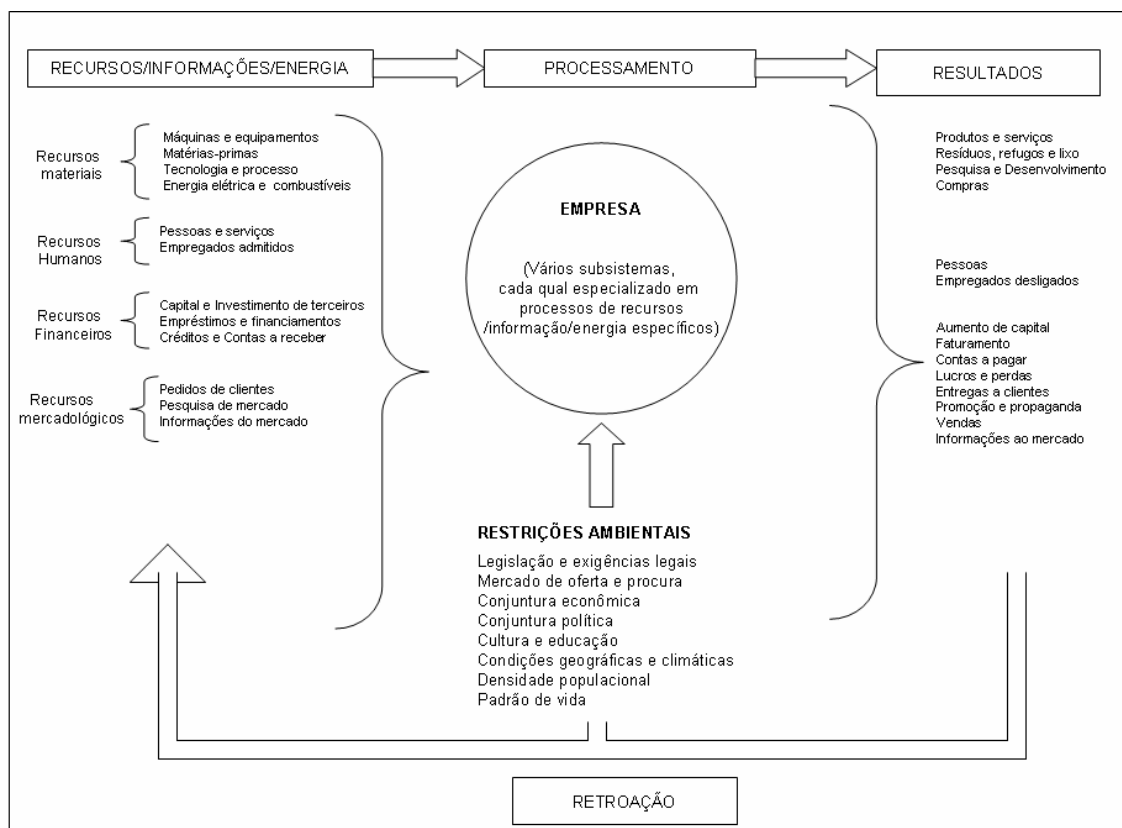 RECURSOS/INFORMAÇÕES/ENERGIA
PROCESSAMENTO
RESULTADOS
Recursos
materiais
Máquinas e equipamentos
Matérias-primas
Tecnologia e processo
Energia elétrica e combustíveis
Recursos
Humanos
Pessoas e serviços
Empregados admitidos
Recursos
Financeiros
Capital e Investimento de terceiros
Empréstimos e financiamentos
Créditos e Contas a receber
Recursos
mercadológicos
Pedidos de clientes
Pesquisa de mercado
Informações do mercado
EMPRESA
(Vários subsistemas,
cada qual especializado em
processos de recursos
/informação/energia específicos)
RESTRIÇÕES AMBIENTAIS
Legislação e exigências legais
Mercado de oferta e procura
Conjuntura econômica
Conjuntura política
Cultura e educação
Condições geográficas e climáticas
Densidade populacional
Padrão de vida
Produtos e serviços
Resíduos, refugos e lixo
Pesquisa e Desenvolvimento
Compras
Pessoas
Empregados desligados
Aumento de capital
Faturamento
Contas a pagar
Lucros e perdas
Entregas a clientes
Promoção e propaganda
Vendas
Informações ao mercado
RETROAÇÃO